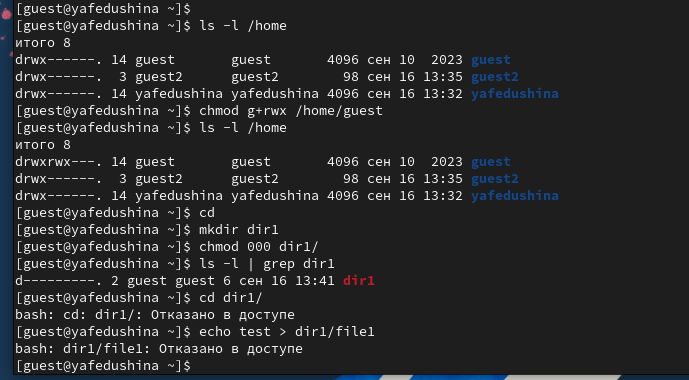 [guest@yafedushina ~]$
[guest@yafedushina ~]$ ls -l /home
итого 8
drwx------. 14 guest       guest       4096 сен 10  2023 guest
drwx------.  3 guest2      guest2        98 сен 16 13:35 guest2
drwx------. 14 yafedushina yafedushina 4096 сен 16 13:32 yafedushina
[guest@yafedushina ~]$ chmod g+rwx /home/guest
[guest@yafedushina ~]$ ls -l /home
итого 8
drwxrwx---. 14 guest       guest       4096 сен 10  2023 guest
drwx------.  3 guest2      guest2        98 сен 16 13:35 guest2
drwx------. 14 yafedushina yafedushina 4096 сен 16 13:32 yafedushina
[guest@yafedushina ~]$ cd
[guest@yafedushina ~]$ mkdir dir1
[guest@yafedushina ~]$ chmod 000 dir1/
[guest@yafedushina ~]$ ls -l | grep dir1
d---------. 2 guest guest 6 сен 16 13:41 dir1
[guest@yafedushina ~]$ cd dir1/
bash: cd: dir1/: Отказано в доступе
[guest@yafedushina ~]$ echo test > dir1/file1
bash: dir1/file1: Отказано в доступе
[guest@yafedushina ~]$